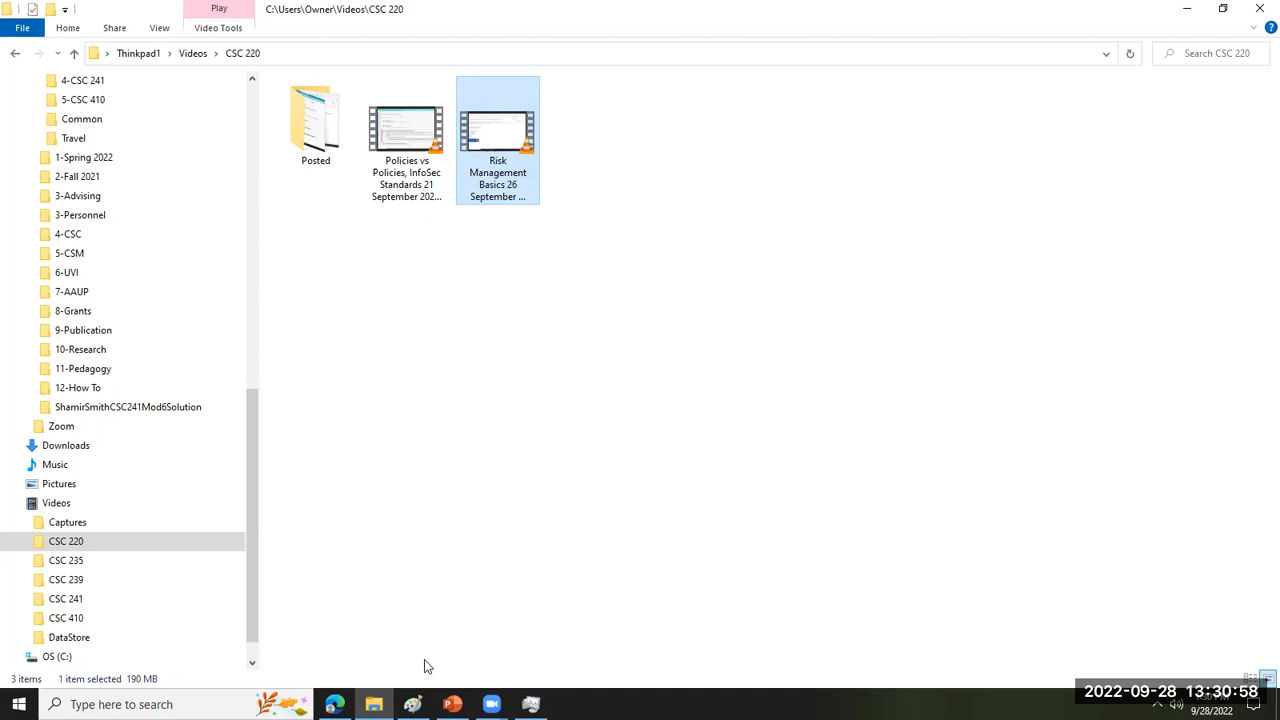 Play
C:\Users\Owner\Videos\CSC 220
File
Home
Share
View
Video Tools
Thinkpad1
Videos
CSC 220
Search CSC 220
4-CSC 241
5-CSC 410
Common
Travel
1-Spring 2022
2-Fall 2021
3-Advising
3-Personnel
4-CSC
5-CSM
6-UVI
7-AAUP
8-Grants
9-Publication
10-Research
11-Pedagogy
12-How To
ShamirSmithCSC241Mod6Solution
Zoom
Downloads
Music
Pictures
Videos
Captures
CSC 220
CSC 235
CSC 239
CSC 241
CSC 410
DataStore
OS (C:)
Posted
Policies vs
Policies, InfoSec
Standards 21
September 202...
Risk
Management
Basics 26
September ...
3 items
1 item selected 190 MB
Type here to search
2022-09-28 13:30:58
9/28/2022